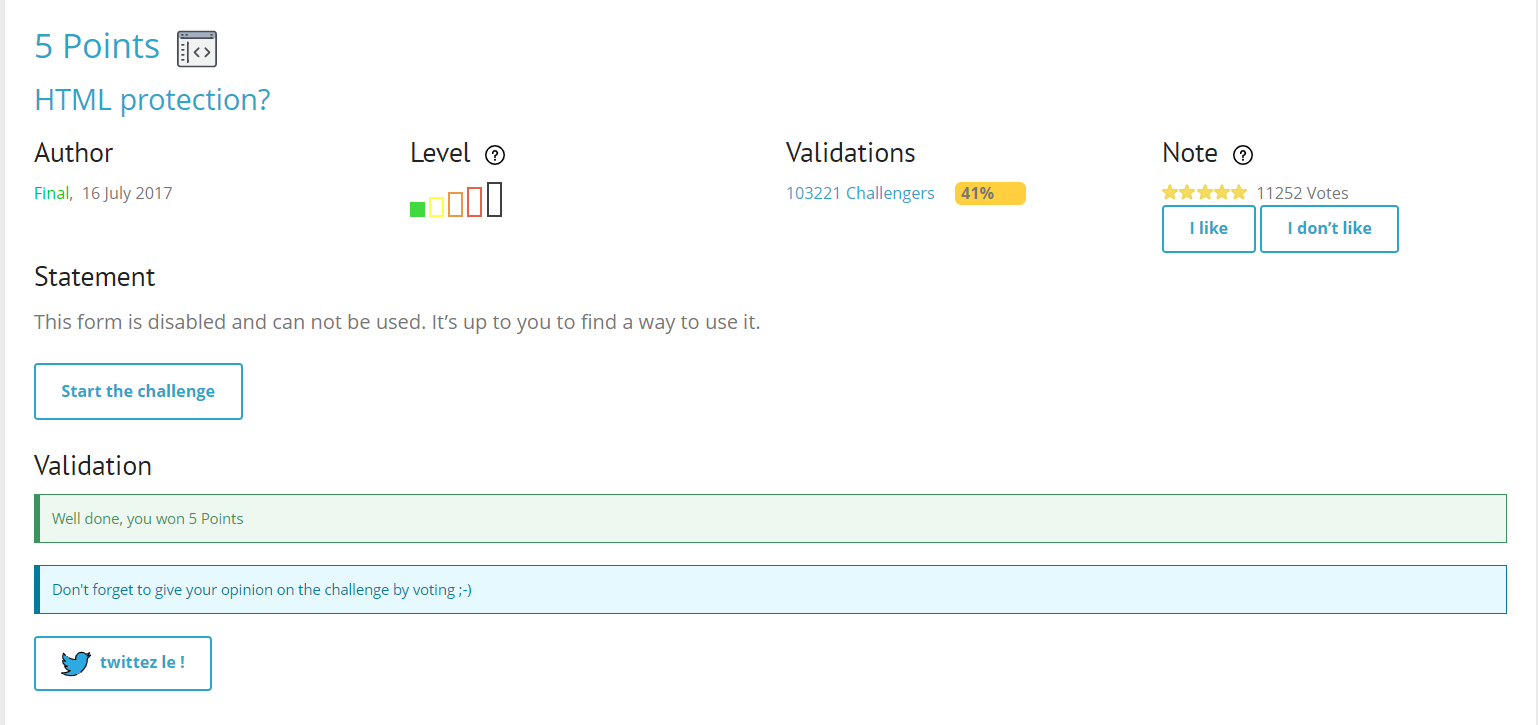 5 Points
HTML protection?
Author
Level ?
Validations
Note ?
Final, 16 July 2017
103221 Challengers 41%
11252 Votes
I like I don’t like
Statement
This form is disabled and can not be used. It’s up to you to find a way to use it.
Start the challenge
Validation
Well done, you won 5 Points
Don't forget to give your opinion on the challenge by voting ;-)
twittez le !